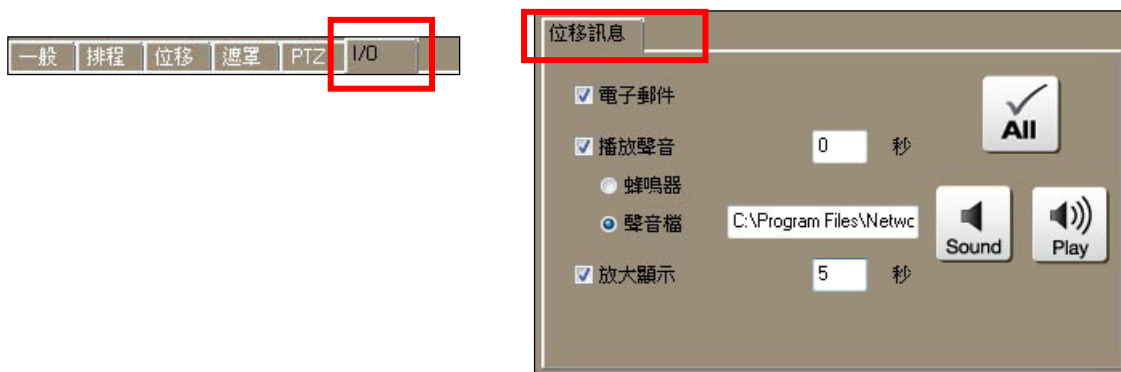 一般 排程 位移 遮罩 PTZ I/O
位移訊息
電子郵件
All
播放聲音 0 秒
蜂鳴器
聲音檔 C:\Program Files\Netwc
Sound Play
放大顯示 5 秒